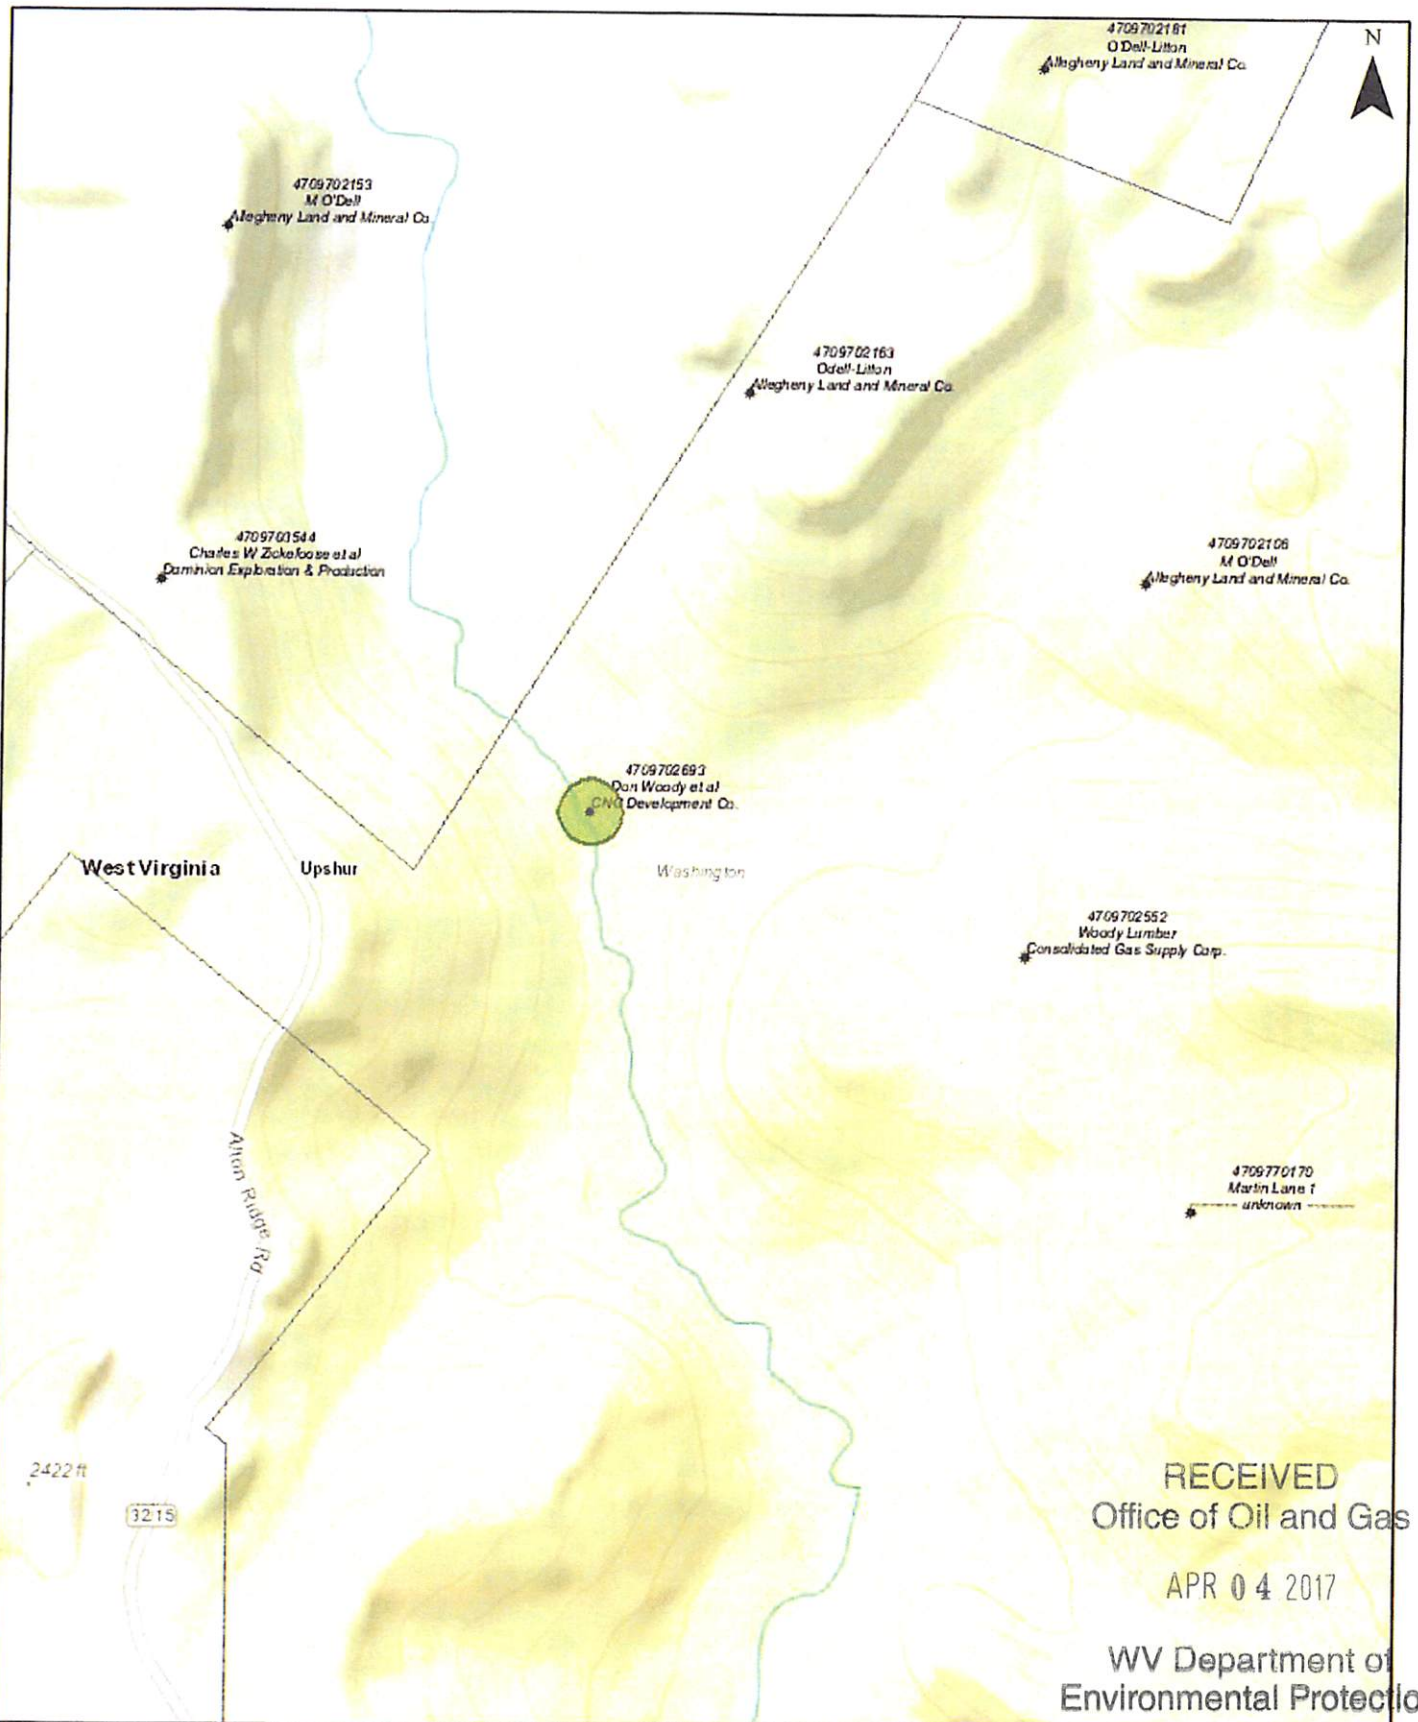 4709702181
O'Dell-Litton
Allegheny Land and Mineral Co.
N
4709702153
M O'Dell
Allegheny Land and Mineral Co.
4709702163
Odell-Litton
Allegheny Land and Mineral Co.
4709703544
Charles W Zickefoose et al
Dominion Exploration & Production
4709702106
M O'Dell
Allegheny Land and Mineral Co.
4709702693
Don Woody et al
CNG Development Co.
West Virginia
Upshur
Washington
4709702552
Woody Lumber
Consolidated Gas Supply Corp.
Alton Ridge Rd
4709770170
Martin Lane 1
----- unknown ------
2422 ft
32 15
RECEIVED
Office of Oil and Gas
APR 04 2017
WV Department of
Environmental Protectio